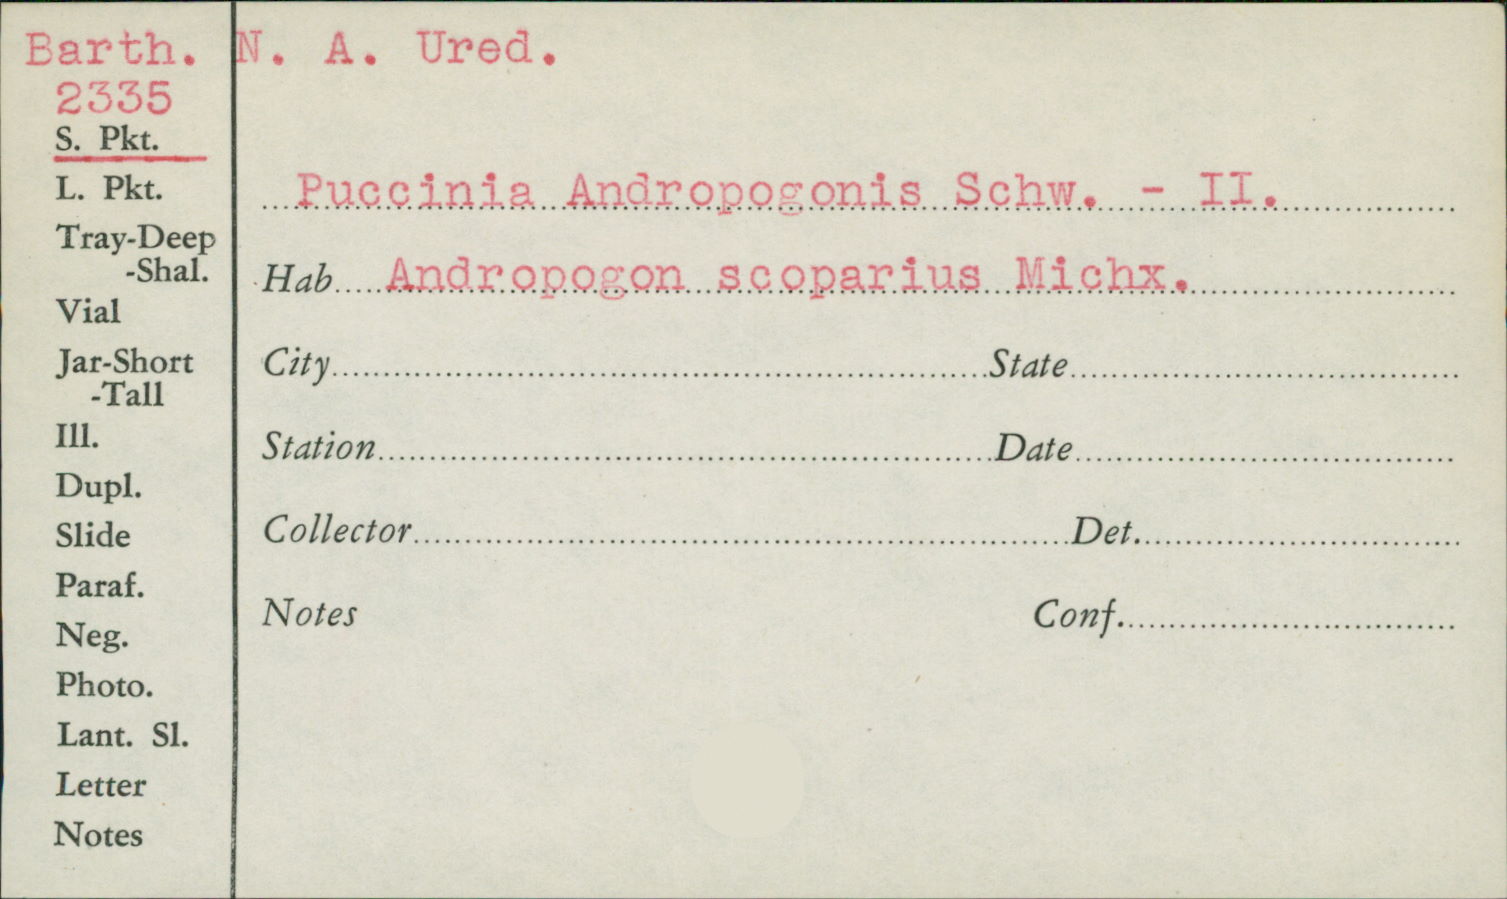 Barth. N. A. Ured.
2335
S. Pkt.
L. Pkt.
Tray-Deep
-Shal.
Vial
Jar-Short
-Tall
Ill.
Dupl.
Slide
Paraf.
Neg.
Photo.
Lant. Sl.
Letter
Notes
Puccinia Andropogonis Schw. - II.
Hab. Andropogon scoparius Michx.
City State
Station Date
Collector Det.
Notes Conf.